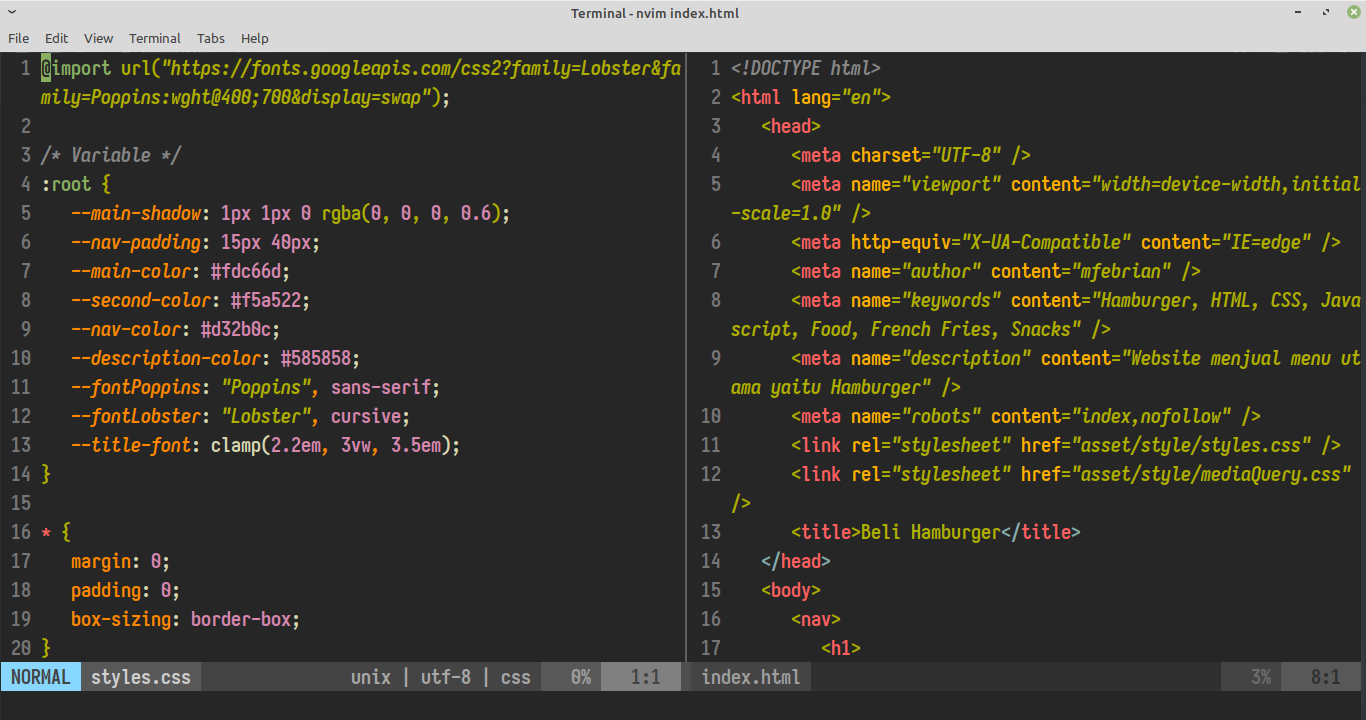 Terminal - nvim index.html
File Edit View Terminal Tabs Help
1 @import url("https://fonts.googleapis.com/css2?family=Lobster&fa
mily=Poppins:wght@400;700&display=swap");
2
3 /* Variable */
4 :root {
5 --main-shadow: 1px 1px 0 rgba(0, 0, 0, 0.6);
6 --nav-padding: 15px 40px;
7 --main-color: #fdc66d;
8 --second-color: #f5a522;
9 --nav-color: #d32b0c;
10 --description-color: #585858;
11 --fontPoppins: "Poppins", sans-serif;
12 --fontLobster: "Lobster", cursive;
13 --title-font: clamp(2.2em, 3vw, 3.5em);
14 }
15
16 * {
17 margin: 0;
18 padding: 0;
19 box-sizing: border-box;
20 }
NORMAL styles.css unix | utf-8 | css 0% 1:1
1 <!DOCTYPE html>
2 <html lang="en">
3 <head>
4 <meta charset="UTF-8" />
5 <meta name="viewport" content="width=device-width,initial
-scale=1.0" />
6 <meta http-equiv="X-UA-Compatible" content="IE=edge" />
7 <meta name="author" content="mfebrian" />
8 <meta name="keywords" content="Hamburger, HTML, CSS, Java
script, Food, French Fries, Snacks" />
9 <meta name="description" content="Website menjual menu ut
ama yaitu Hamburger" />
10 <meta name="robots" content="index,nofollow" />
11 <link rel="stylesheet" href="asset/style/styles.css" />
12 <link rel="stylesheet" href="asset/style/mediaQuery.css"
/>
13 <title>Beli Hamburger</title>
14 </head>
15 <body>
16 <nav>
17 <h1>
index.html 3% 8:1